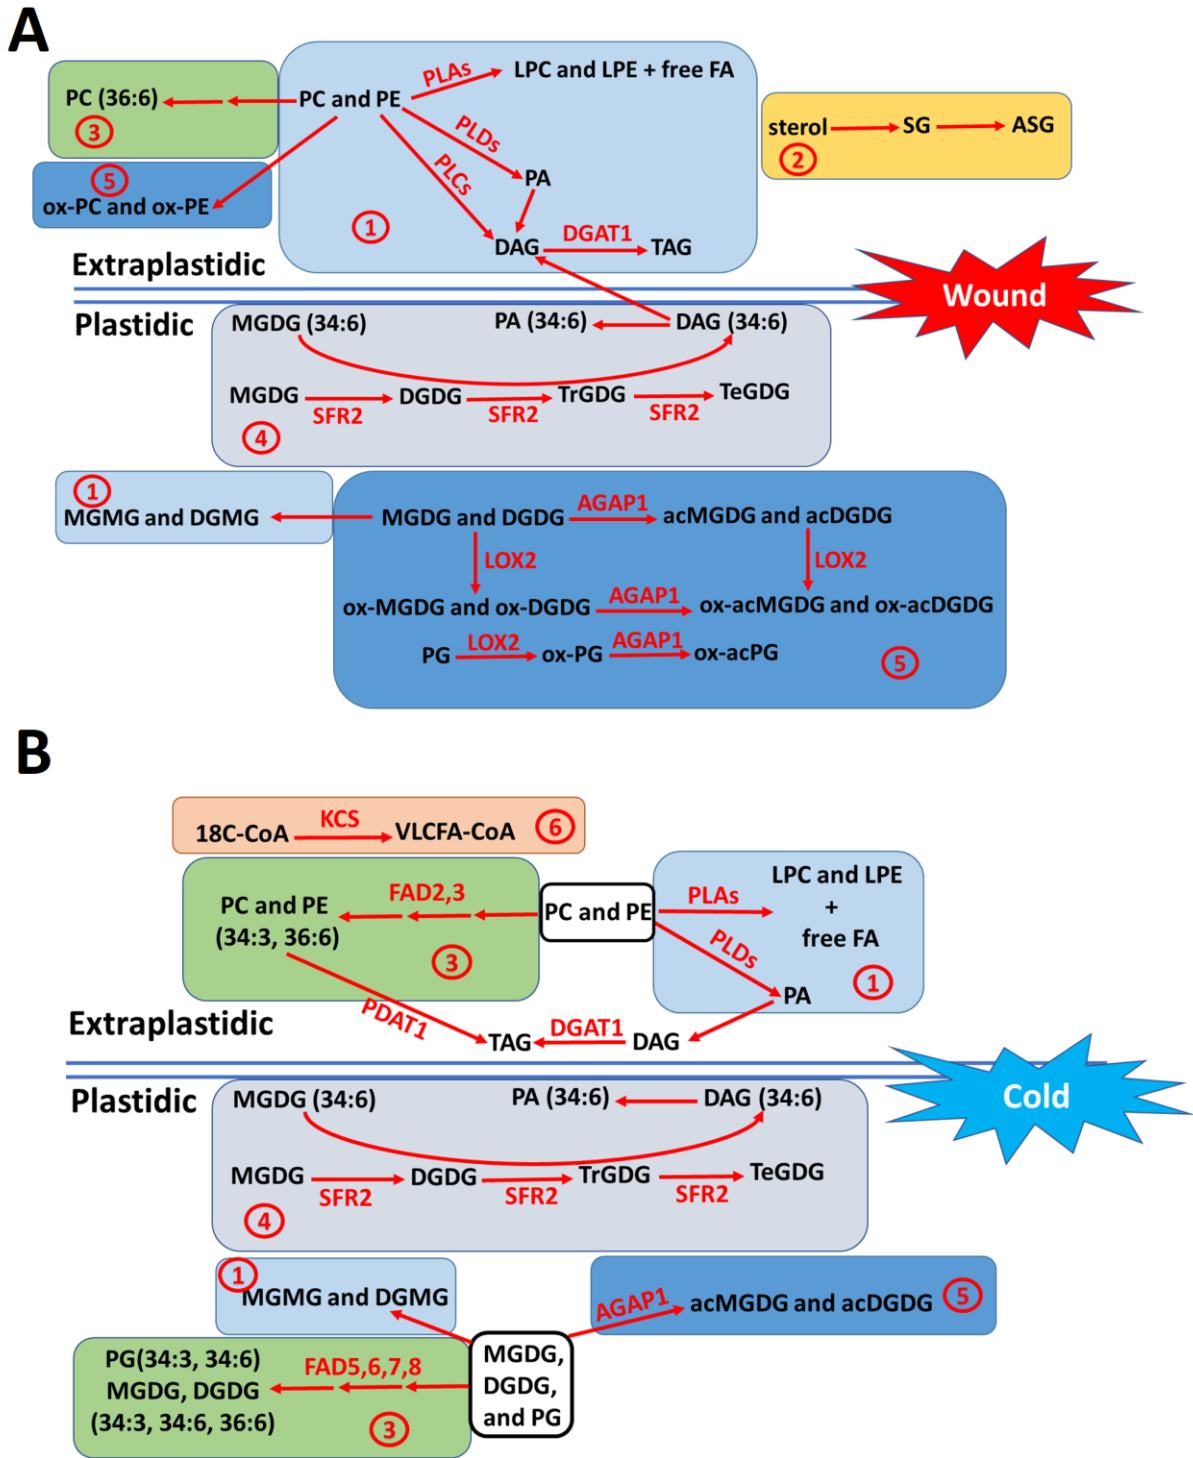 A
PLAs
LPC and LPE + free FA
PC (36:6)
PC and PE
3
PLDs
sterol
SG
ASG
2
5
PLCs
PA
ox-PC and ox-PE
1
DAG
DGAT1
TAG
Extraplastidic
Wound
Plastidic
MGDG (34:6)
PA (34:6)
DAG (34:6)
MGDG
SFR2
DGDG
SFR2
TrGDG
SFR2
TeGDG
4
1
MGMG and DGMG
MGDG and DGDG
AGAP1
acMGDG and acDGDG
LOX2
LOX2
ox-MGDG and ox-DGDG
AGAP1
ox-acMGDG and ox-acDGDG
PG
LOX2
ox-PG
AGAP1
ox-acPG
5
B
18C-CoA
KCS
VLCFA-CoA
6
PC and PE
(34:3, 36:6)
FAD2,3
3
PC and PE
PLAs
LPC and LPE
+
free FA
PLDs
1
PA
PDAT1
Extraplastidic
TAG
DGAT1
DAG
Plastidic
Cold
MGDG (34:6)
PA (34:6)
DAG (34:6)
MGDG
SFR2
DGDG
SFR2
TrGDG
SFR2
TeGDG
4
1
MGMG and DGMG
AGAP1
acMGDG and acDGDG
5
PG(34:3, 34:6)
MGDG, DGDG
(34:3, 34:6, 36:6)
FAD5,6,7,8
3
MGDG,
DGDG,
and PG